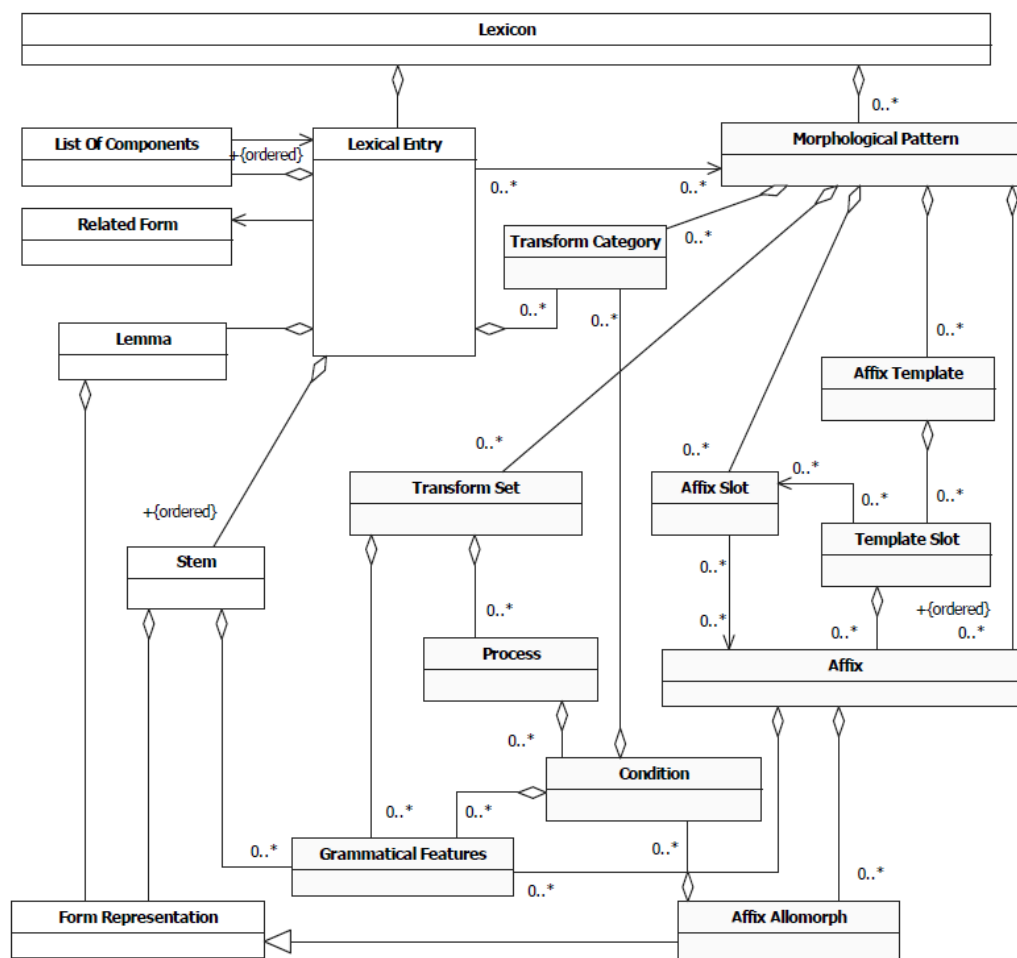 Lexicon
0..*
List Of Components
Lexical Entry
Morphological Pattern
+{ordered}
0..*
0..*
Related Form
Transform Category
0..*
0..*
0..*
Lemma
0..*
Affix Template
0..*
0..*
Transform Set
Affix Slot
0..*
0..*
0..*
+{ordered}
Template Slot
Stem
0..*
0..*
+{ordered}
0..*
0..*
0..*
Process
Affix
0..*
Condition
0..*
0..*
0..*
Grammatical Features
0..*
0..*
0..*
Form Representation
Affix Allomorph